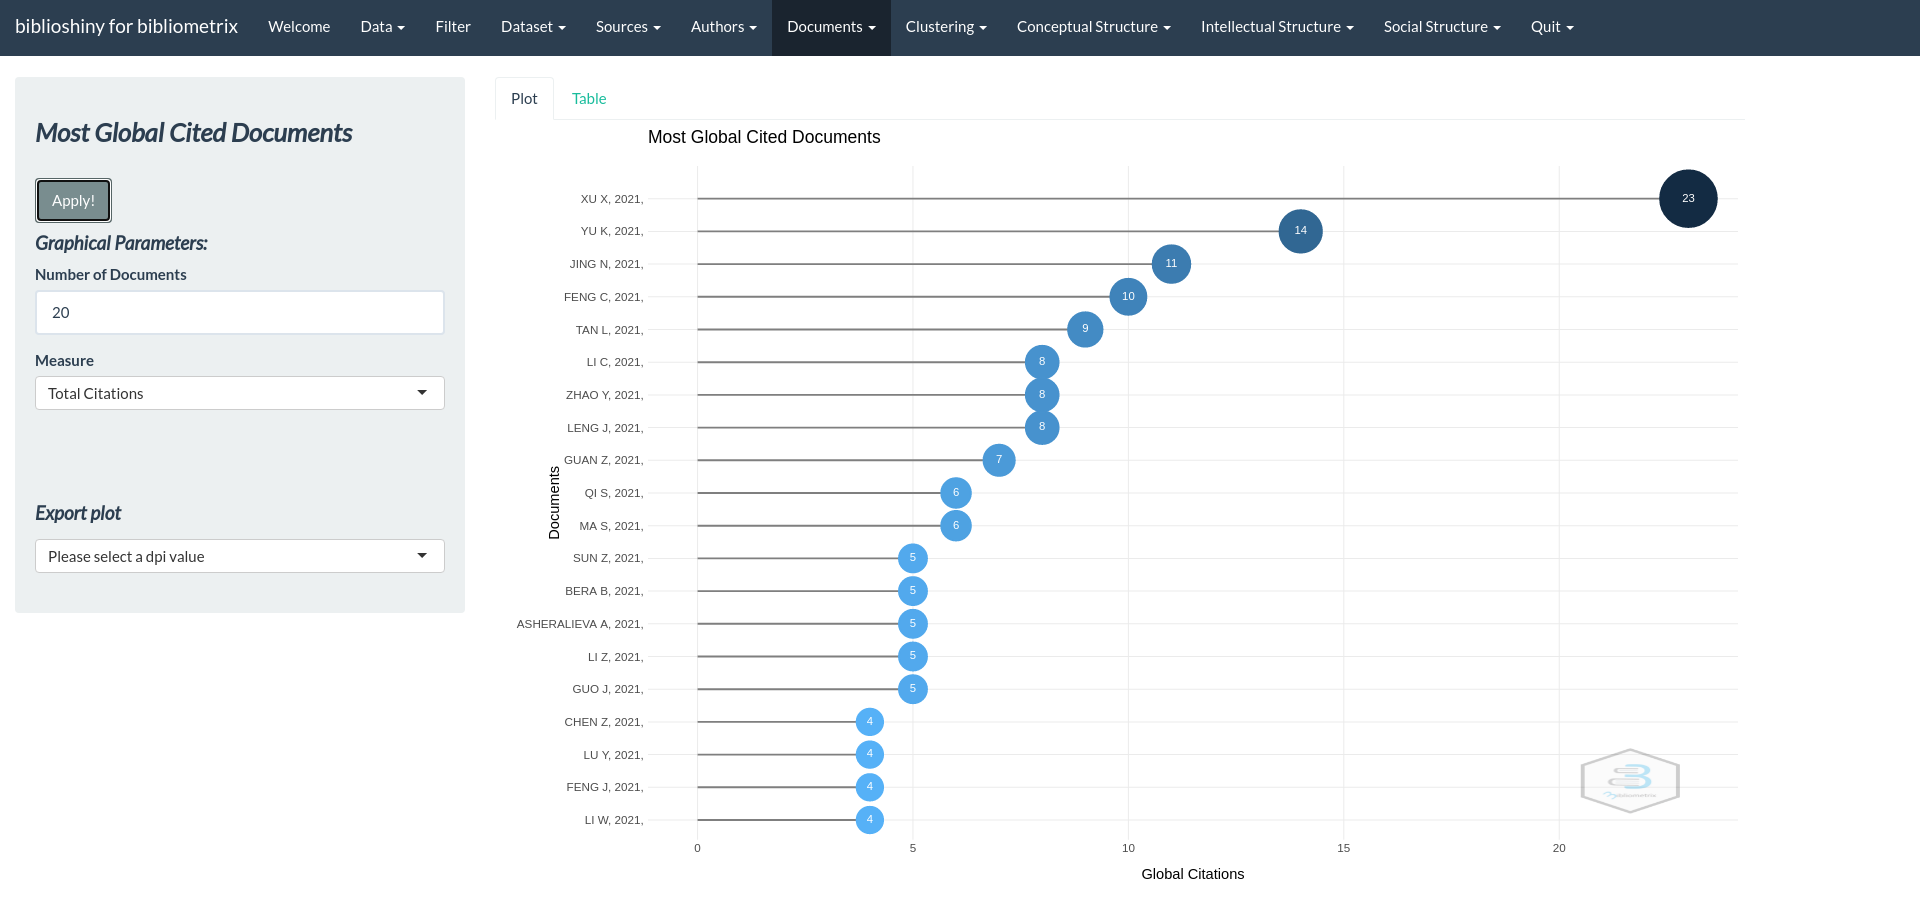 biblioshiny for bibliometrix Welcome Data Filter Dataset Sources Authors Documents Clustering Conceptual Structure Intellectual Structure Social Structure Quit
Most Global Cited Documents
Apply!
Graphical Parameters:
Number of Documents
20
Measure
Total Citations
Export plot
Please select a dpi value
Plot Table
Most Global Cited Documents
Documents
XU X, 2021, 23
YU K, 2021, 14
JING N, 2021, 11
FENG C, 2021, 10
TAN L, 2021, 9
LI C, 2021, 8
ZHAO Y, 2021, 8
LENG J, 2021, 8
GUAN Z, 2021, 7
QI S, 2021, 6
MA S, 2021, 6
SUN Z, 2021, 5
BERA B, 2021, 5
ASHERALIEVA A, 2021, 5
LI Z, 2021, 5
GUO J, 2021, 5
CHEN Z, 2021, 4
LU Y, 2021, 4
FENG J, 2021, 4
LI W, 2021, 4
0 5 10 15 20
Global Citations